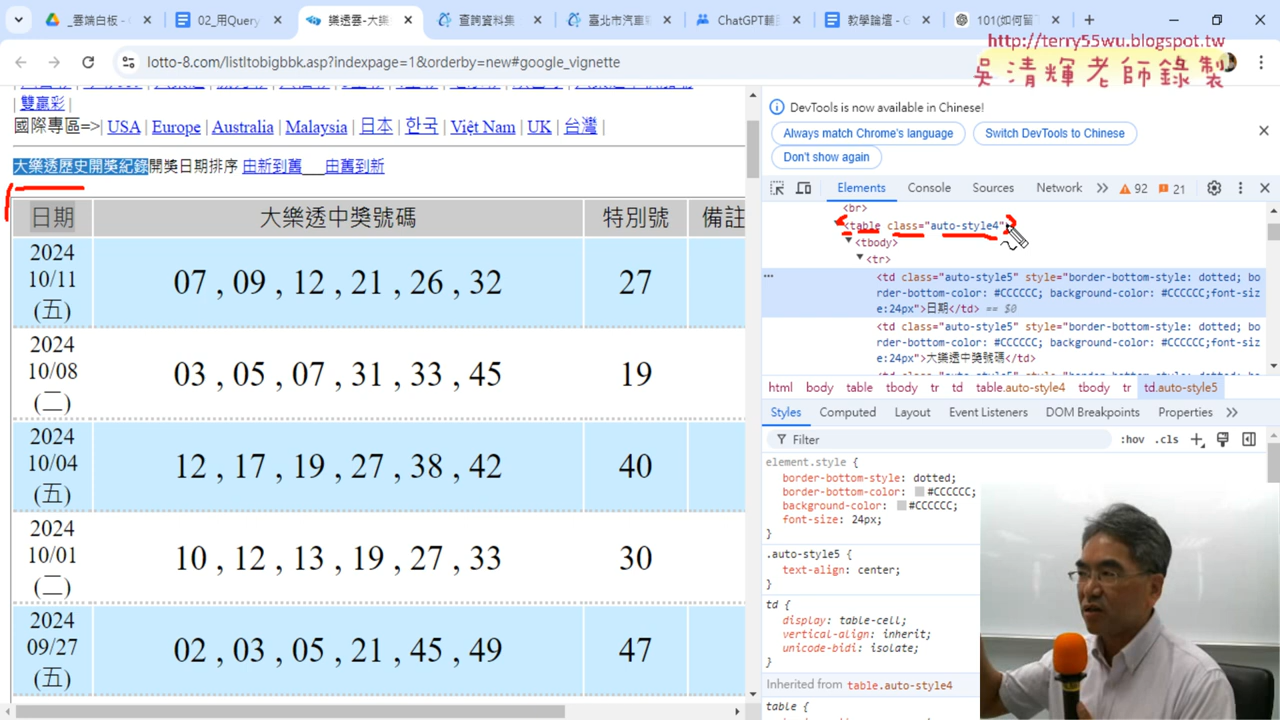 _雲端白板 - G
02_用Query
樂透雲-大樂
查詢資料集
臺北市汽車
ChatGPT輔
教學論壇 - G
101(如何留
http://terry55wu.blogspot.tw
吳清輝老師錄製
lotto-8.com/listltobigbbk.asp?indexpage=1&orderby=new#google_vignette
| 雙贏彩 |
國際專區=>| USA | Europe | Australia | Malaysia | 日本 | 한국 | Việt Nam | UK | 台灣 |
大樂透歷史開獎紀錄開獎日期排序 由新到舊 由舊到新
日期 大樂透中獎號碼 特別號 備註
2024
10/11
(五)
07 , 09 , 12 , 21 , 26 , 32 27
2024
10/08
(二)
03 , 05 , 07 , 31 , 33 , 45 19
2024
10/04
(五)
12 , 17 , 19 , 27 , 38 , 42 40
2024
10/01
(二)
10 , 12 , 13 , 19 , 27 , 33 30
2024
09/27
(五)
02 , 03 , 05 , 21 , 45 , 49 47
DevTools is now available in Chinese!
Always match Chrome's language
Switch DevTools to Chinese
Don't show again
Elements Console Sources Network 92 21
<br>
<table class="auto-style4">
<tbody>
<tr>
<td class="auto-style5" style="border-bottom-style: dotted; bo
rder-bottom-color: #CCCCCC; background-color: #CCCCCC;font-siz
e:24px">日期</td> == $0
<td class="auto-style5" style="border-bottom-style: dotted; bo
rder-bottom-color: #CCCCCC; background-color: #CCCCCC;font-siz
e:24px">大樂透中獎號碼</td>
html body table tbody tr td table.auto-style4 tbody tr td.auto-style5
Styles Computed Layout Event Listeners DOM Breakpoints Properties
Filter
:hov .cls
element.style {
border-bottom-style: dotted;
border-bottom-color: #CCCCCC;
background-color: #CCCCCC;
font-size: 24px;
}
.auto-style5 {
text-align: center;
}
td {
display: table-cell;
vertical-align: inherit;
unicode-bidi: isolate;
}
Inherited from table.auto-style4
table {